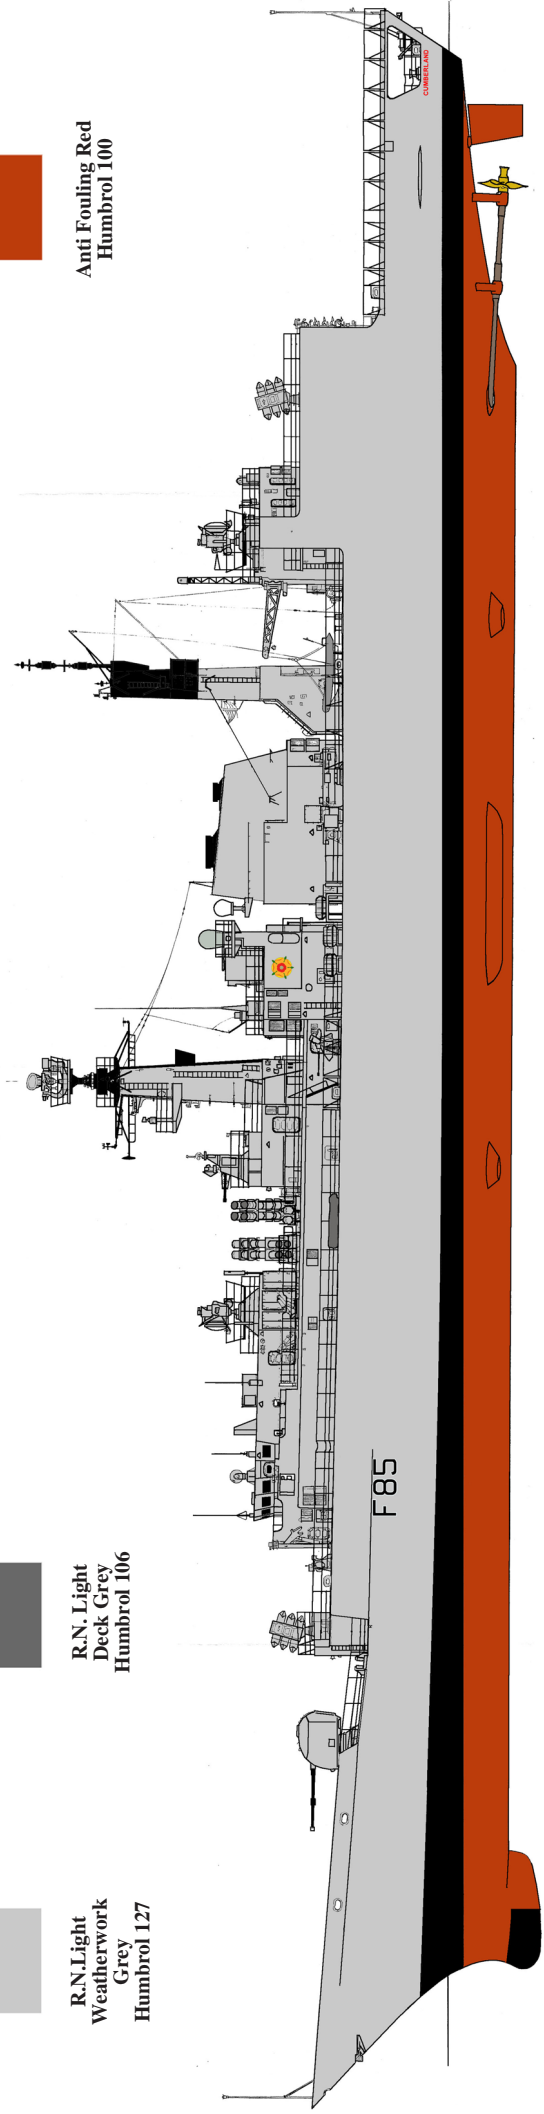 R.N.Light
Weatherwork
Grey
Humbrol 127
R.N. Light
Deck Grey
Humbrol 106
Anti Fouling Red
Humbrol 100
F85
CUMBERLAND